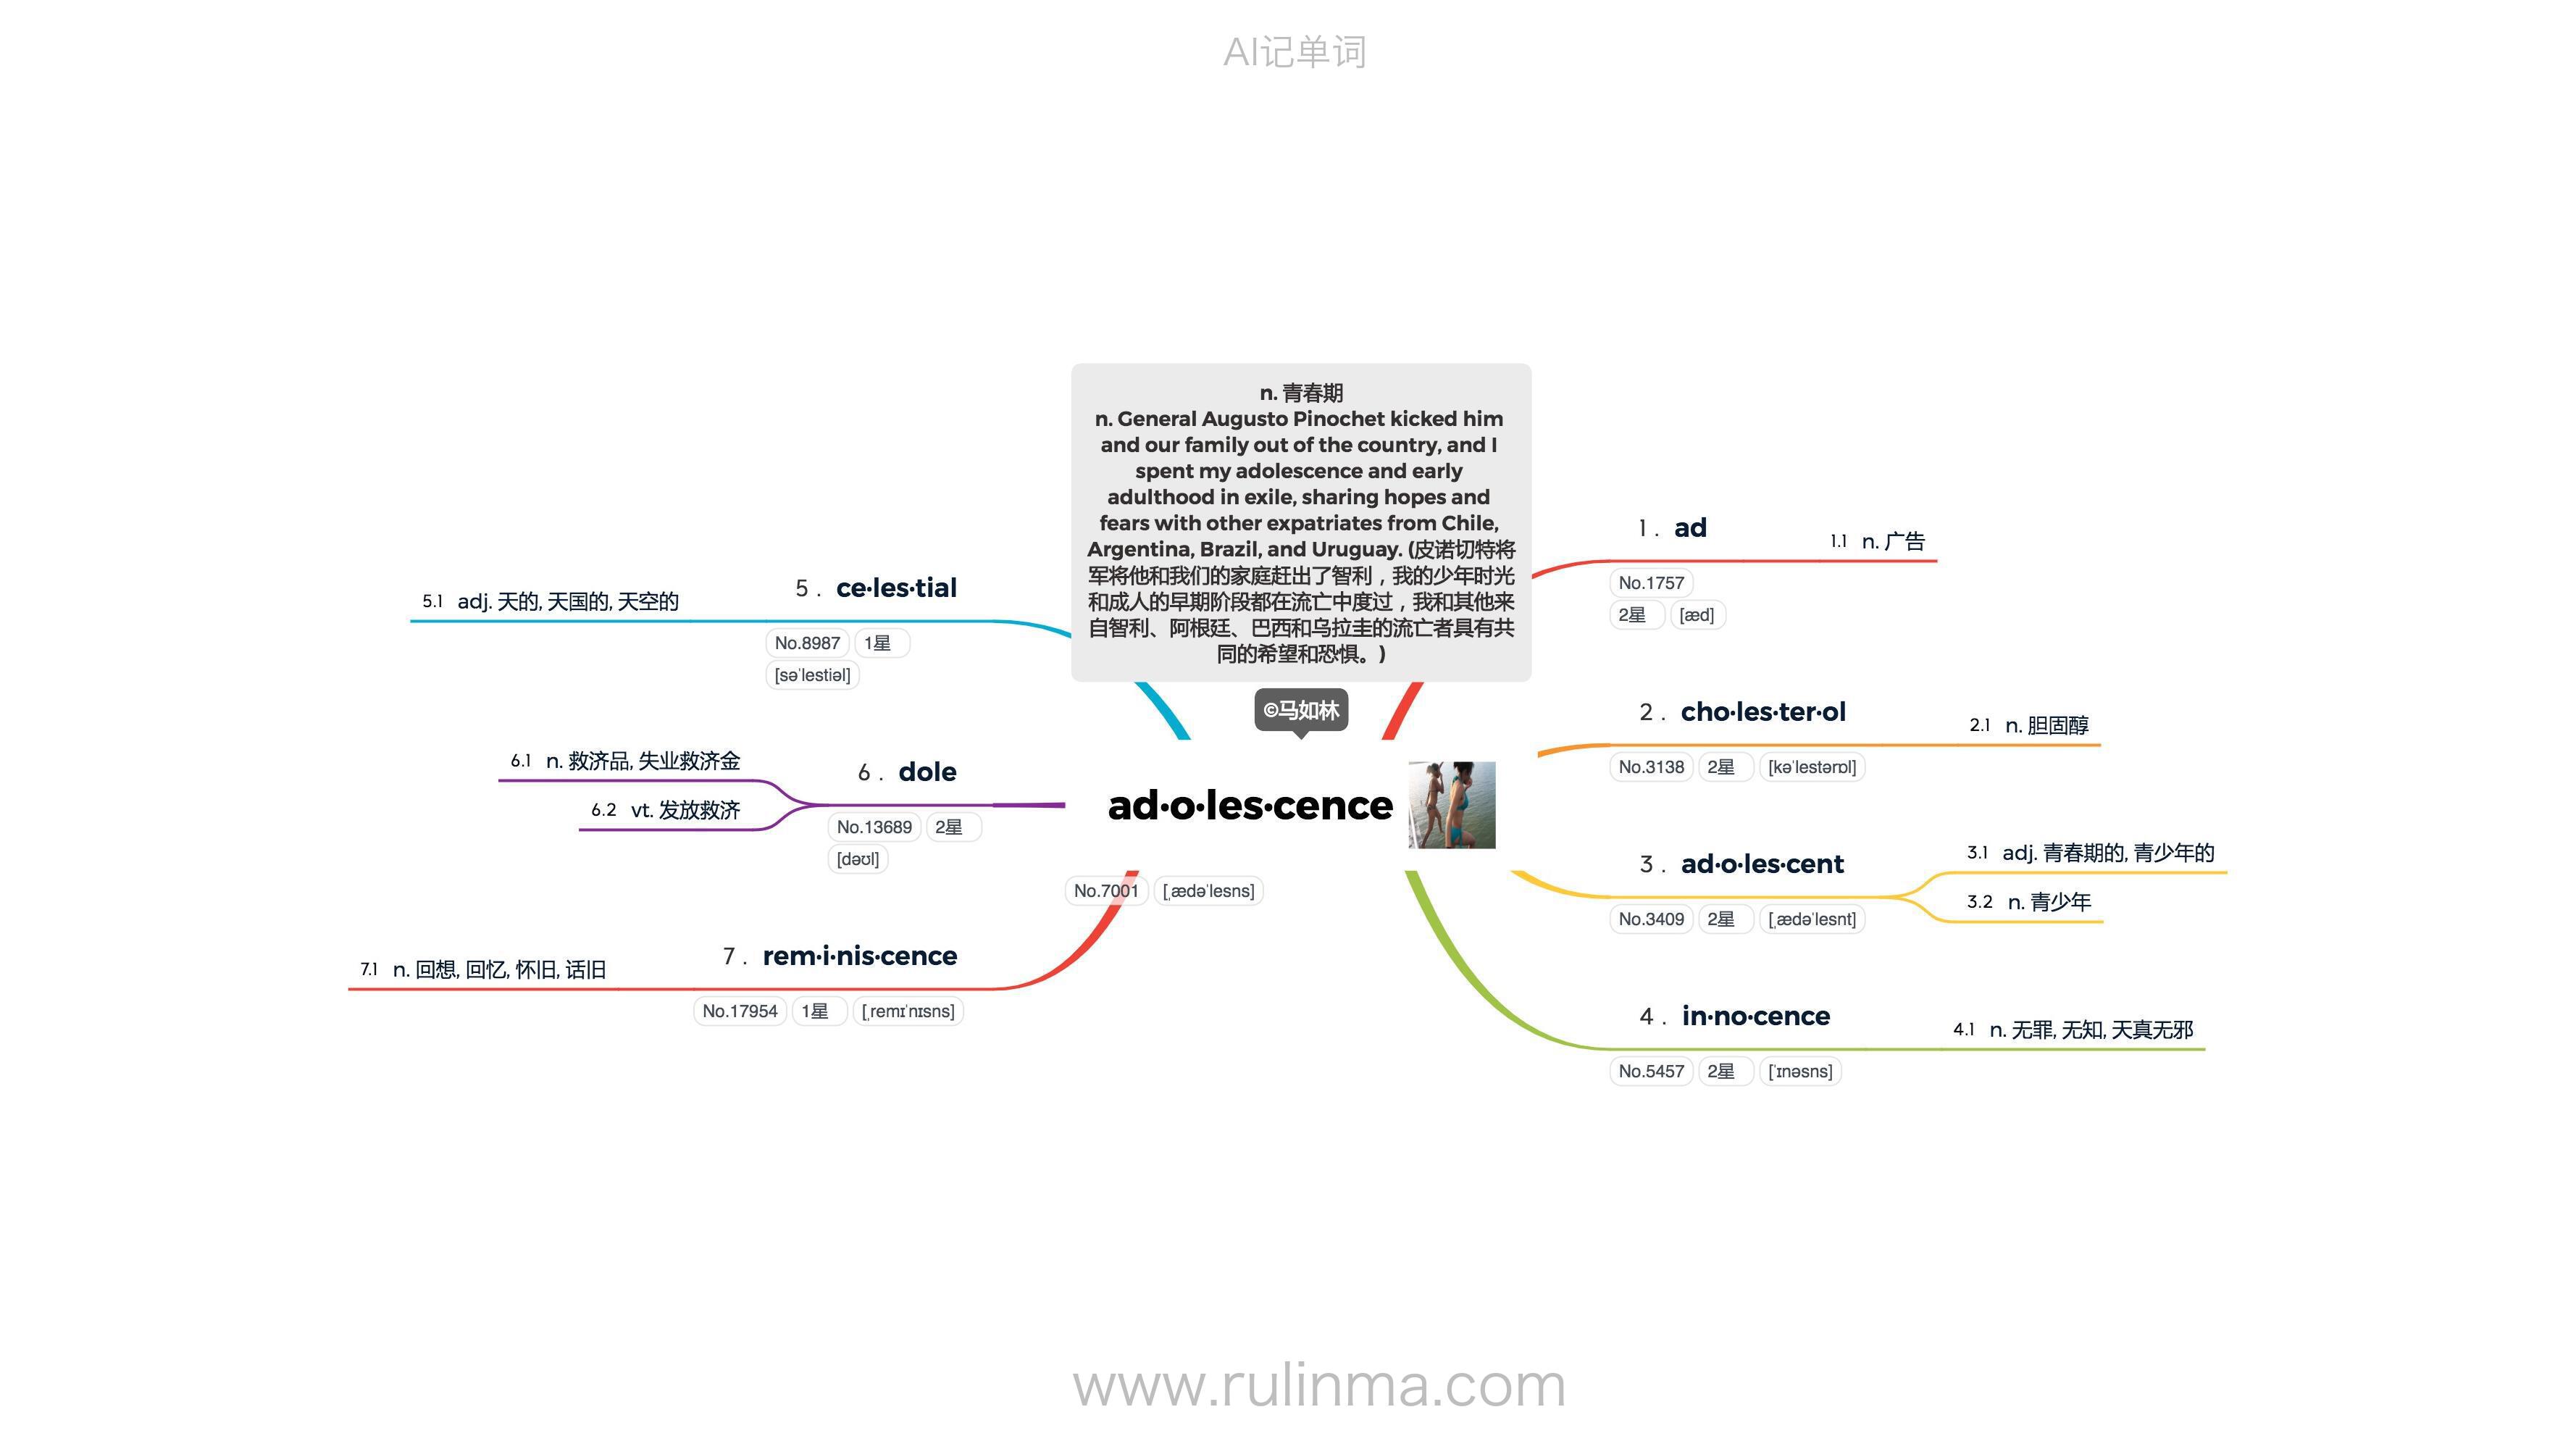 AI记单词
n. 青春期
n. General Augusto Pinochet kicked him
and our family out of the country, and I
spent my adolescence and early
adulthood in exile, sharing hopes and
fears with other expatriates from Chile,
Argentina, Brazil, and Uruguay. (皮诺切特将
军将他和我们的家庭赶出了智利，我的少年时光
和成人的早期阶段都在流亡中度过，我和其他来
自智利、阿根廷、巴西和乌拉圭的流亡者具有共
同的希望和恐惧。)
©马如林
ad·o·les·cence
No.7001 [ˌædəˈlesns]
1 . ad
1.1 n. 广告
No.1757
2星 [æd]
2 . cho·les·ter·ol
2.1 n. 胆固醇
No.3138 2星 [kəˈlestərɒl]
3 . ad·o·les·cent
3.1 adj. 青春期的, 青少年的
3.2 n. 青少年
No.3409 2星 [ˌædəˈlesnt]
4 . in·no·cence
4.1 n. 无罪, 无知, 天真无邪
No.5457 2星 [ˈɪnəsns]
5 . ce·les·tial
5.1 adj. 天的, 天国的, 天空的
No.8987 1星
[səˈlestiəl]
6 . dole
6.1 n. 救济品, 失业救济金
6.2 vt. 发放救济
No.13689 2星
[dəʊl]
7 . rem·i·nis·cence
7.1 n. 回想, 回忆, 怀旧, 话旧
No.17954 1星 [ˌremɪˈnɪsns]
www.rulinma.com